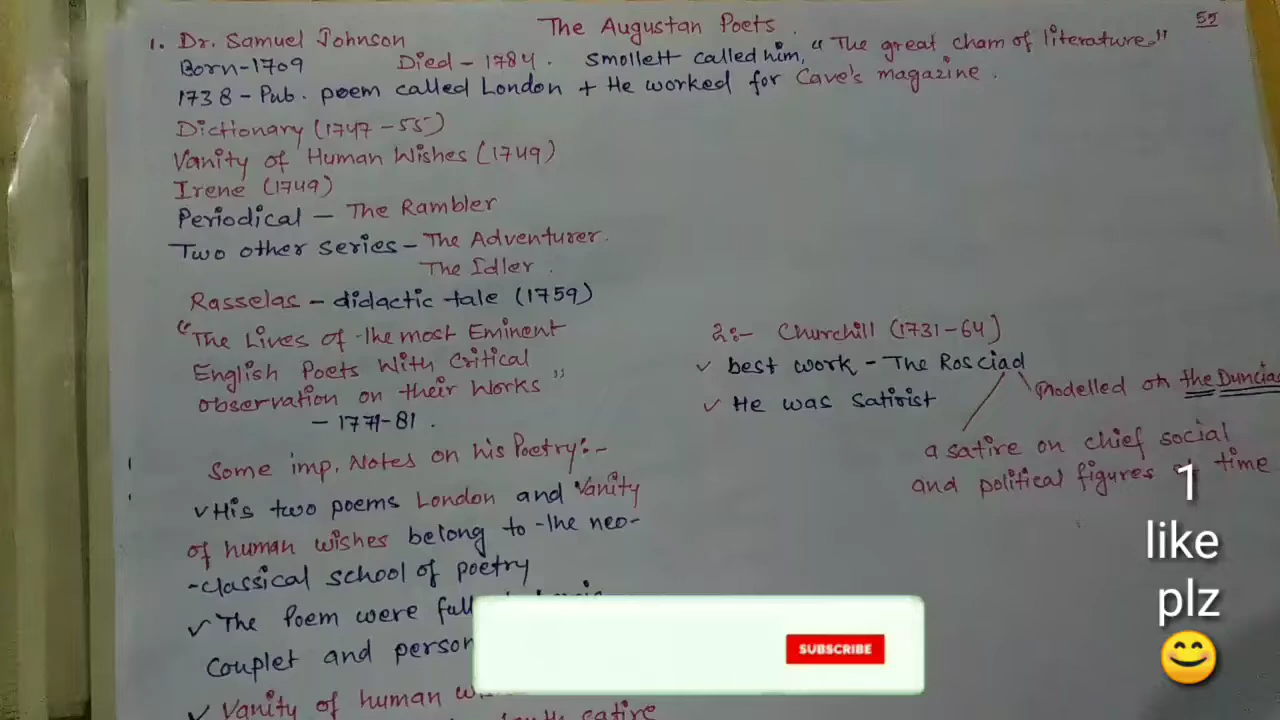 The Augustan Poets.
55
1. Dr. Samuel Johnson
Born-1709 Died - 1784. Smollett called him, "The great cham of literature"
1738 - Pub. poem called London + He worked for Cave's magazine.
Dictionary (1747-55)
Vanity of Human Wishes (1749)
Irene (1749)
Periodical - The Rambler
Two other series - The Adventurer.
The Idler.
Rasselas - didactic tale (1759)
"The Lives of the most Eminent
English Poets With Critical
observation on their Works"
- 1779-81.
Some imp. Notes on his Poetry:-
✓ His two poems London and Vanity
of human wishes belong to the neo-
-classical school of poetry
✓ The Poem were full
Couplet and person
✓ Vanity of human
satire
2:- Churchill (1731-64)
✓ best work - The Rosciad
Modelled on the Duncia
✓ He was Satirist
a satire on chief social
and political figures time
1
like
plz
😊
SUBSCRIBE